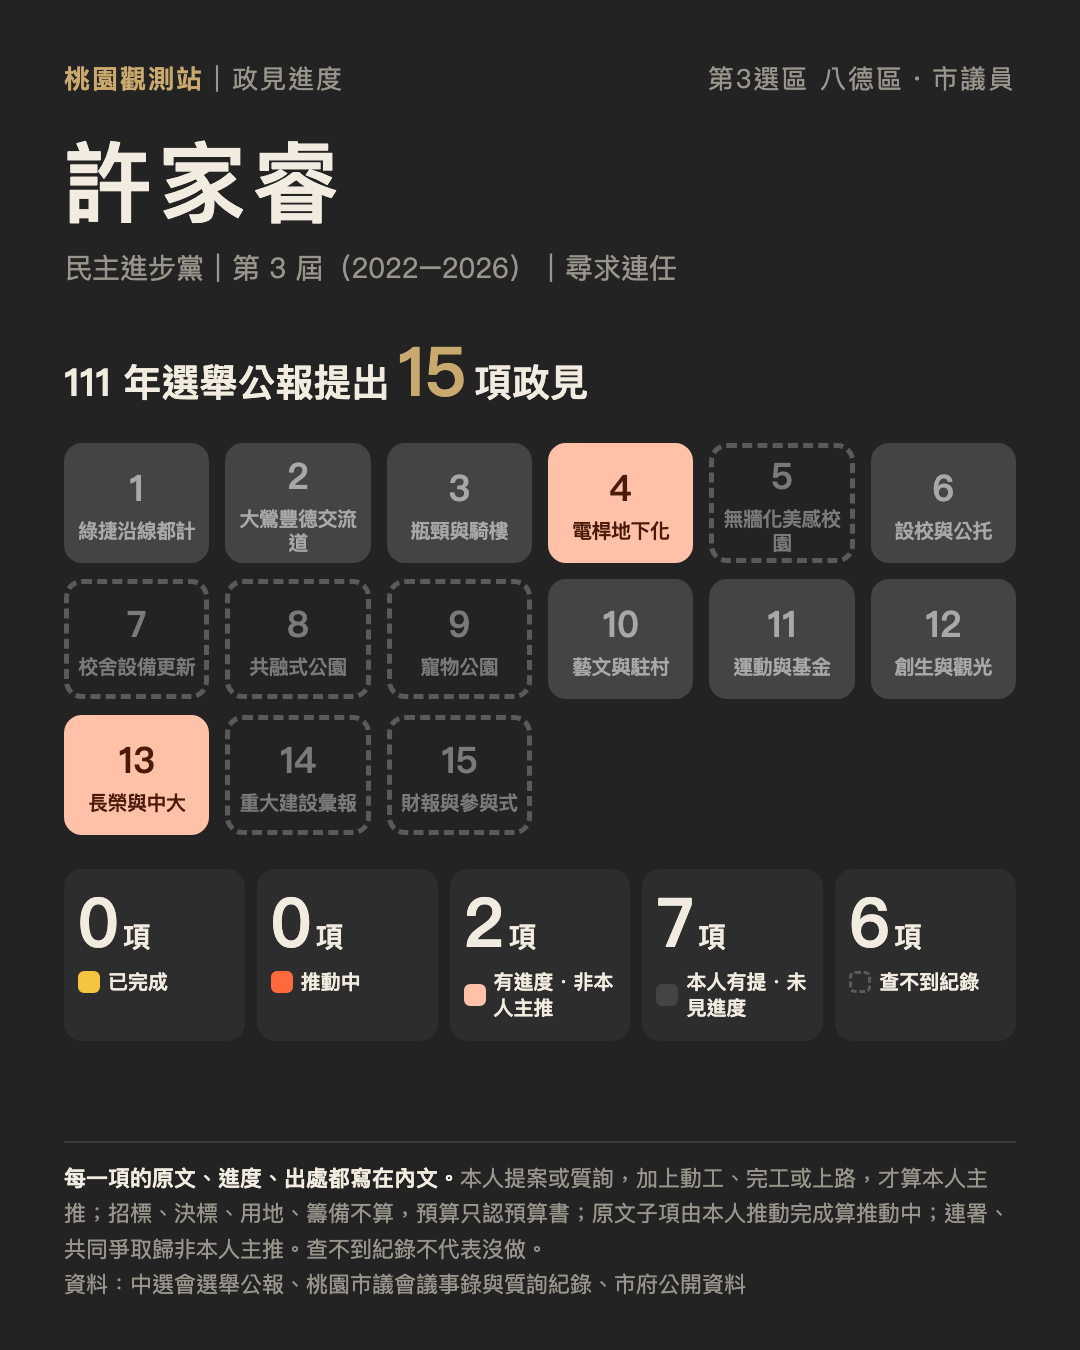 桃園觀測站｜政見進度
第3選區 八德區・市議員
許家睿
民主進步黨｜第 3 屆（2022–2026）｜尋求連任
111 年選舉公報提出 15 項政見
1
綠捷沿線都計
2
大鶯豐德交流
道
3
瓶頸與騎樓
4
電桿地下化
5
無牆化美感校
園
6
設校與公托
7
校舍設備更新
8
共融式公園
9
寵物公園
10
藝文與駐村
11
運動與基金
12
創生與觀光
13
長榮與中大
14
重大建設彙報
15
財報與參與式
0項
已完成
0項
推動中
2項
有進度・非本
人主推
7項
本人有提・未
見進度
6項
查不到紀錄
每一項的原文、進度、出處都寫在內文。本人提案或質詢，加上動工、完工或上路，才算本人主
推；招標、決標、用地、籌備不算，預算只認預算書；原文子項由本人推動完成算推動中；連署、
共同爭取歸非本人主推。查不到紀錄不代表沒做。
資料：中選會選舉公報、桃園市議會議事錄與質詢紀錄、市府公開資料